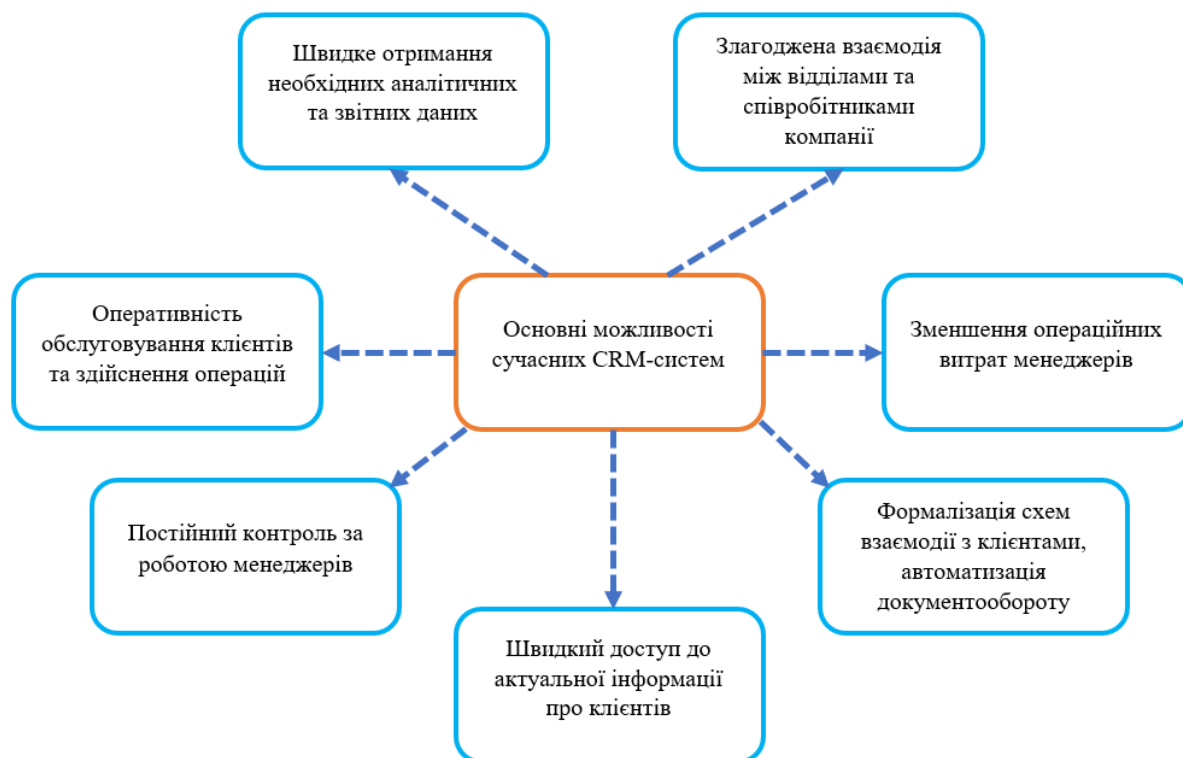 Швидке отримання
необхідних аналітичних
та звітних даних
Злагоджена взаємодія
між відділами та
співробітниками
компанії
Оперативність
обслуговування клієнтів
та здійснення операцій
Основні можливості
сучасних CRM-систем
Зменшення операційних
витрат менеджерів
Постійний контроль за
роботою менеджерів
Формалізація схем
взаємодії з клієнтами,
автоматизація
документообороту
Швидкий доступ до
актуальної інформації
про клієнтів